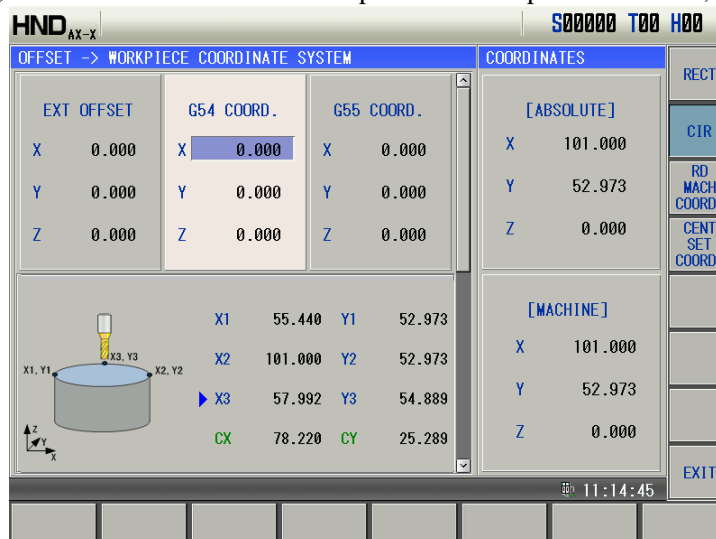 HND AX-X S00000 T00 H00
OFFSET -> WORKPIECE COORDINATE SYSTEM
COORDINATES
EXT OFFSET G54 COORD. G55 COORD.
X 0.000 X 0.000 X 0.000
Y 0.000 Y 0.000 Y 0.000
Z 0.000 Z 0.000 Z 0.000
X1 55.440 Y1 52.973
X2 101.000 Y2 52.973
X3 57.992 Y3 54.889
CX 78.220 CY 25.289
X3, Y3
X1, Y1
X2, Y2
Z
Y
X
[ABSOLUTE]
X 101.000
Y 52.973
Z 0.000
[MACHINE]
X 101.000
Y 52.973
Z 0.000
11:14:45
RECT
CIR
RD
MACH
COORD
CENT
SET
COORD
EXIT